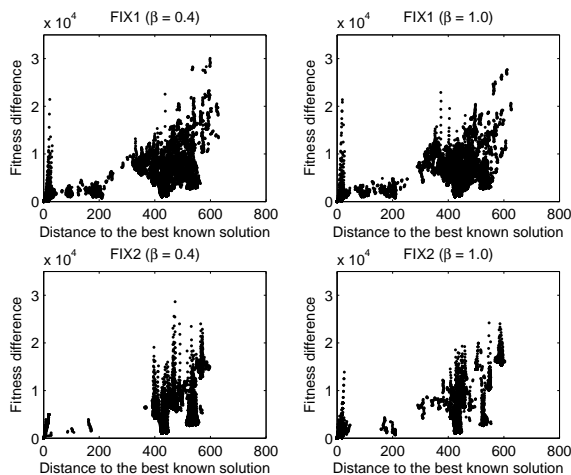 x 10⁴ FIX1 (β = 0.4)
3
2
1
0
0 200 400 600 800
Fitness difference
Distance to the best known solution
x 10⁴ FIX1 (β = 1.0)
3
2
1
0
0 200 400 600 800
Fitness difference
Distance to the best known solution
x 10⁴ FIX2 (β = 0.4)
3
2
1
0
0 200 400 600 800
Fitness difference
Distance to the best known solution
x 10⁴ FIX2 (β = 1.0)
3
2
1
0
0 200 400 600 800
Fitness difference
Distance to the best known solution